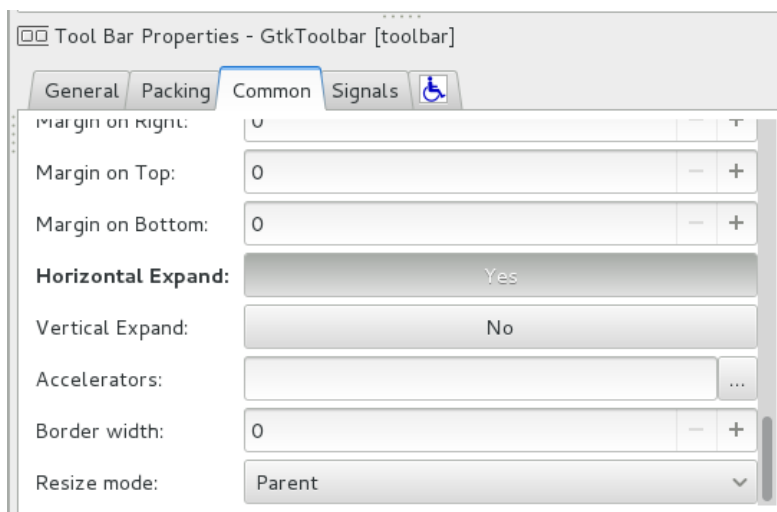 Tool Bar Properties - GtkToolbar [toolbar]
General Packing Common Signals
Margin on Right: 0
Margin on Top: 0
Margin on Bottom: 0
Horizontal Expand: Yes
Vertical Expand: No
Accelerators: ...
Border width: 0
Resize mode: Parent